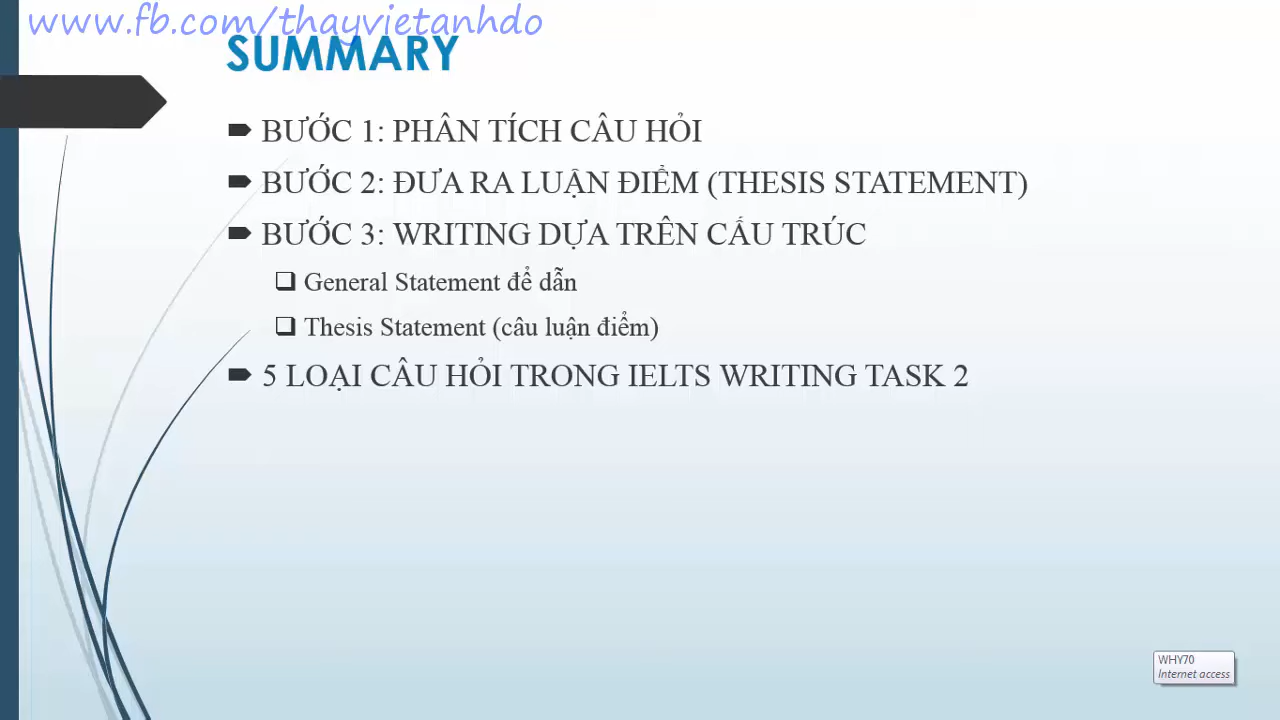 www.fb.com/thayvietanhdo
SUMMARY
BƯỚC 1: PHÂN TÍCH CÂU HỎI
BƯỚC 2: ĐƯA RA LUẬN ĐIỂM (THESIS STATEMENT)
BƯỚC 3: WRITING DỰA TRÊN CẤU TRÚC
General Statement để dẫn
Thesis Statement (câu luận điểm)
5 LOẠI CÂU HỎI TRONG IELTS WRITING TASK 2
WHY70
Internet access